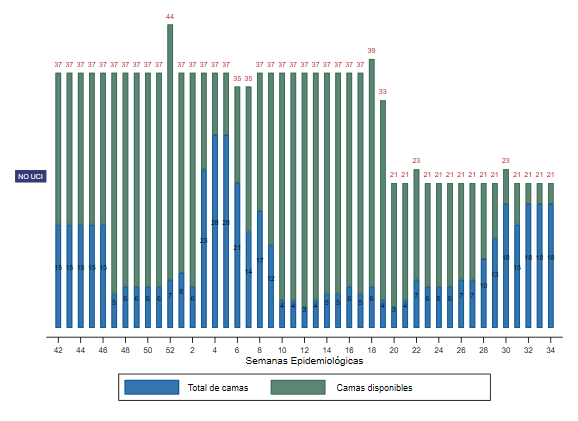 37 37 37 37 37 37 37 37 37 37 44 37 37 37 37 37 35 35 37 37 37 37 37 37 37 37 37 37 39 33 21 21 23 21 21 21 21 21 21 21 23 21 21 21 21
NO UCI
15 15 15 15 15 5 6 6 6 6 7 8 6 23 28 28 21 14 17 12 4 4 3 4 5 5 6 5 6 4 3 4 7 6 6 6 7 7 10 13 18 15 18 18 18
42 44 46 48 50 52 2 4 6 8 10 12 14 16 18 20 22 24 26 28 30 32 34
Semanas Epidemiológicas
Total de camas Camas disponibles